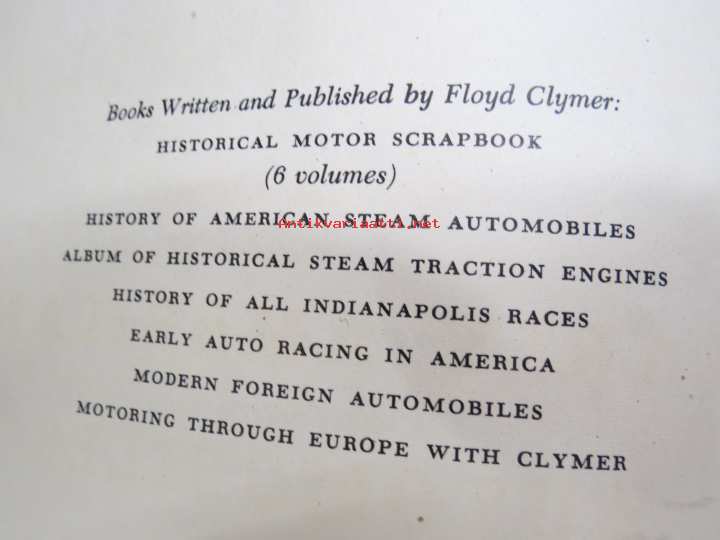 Books Written and Published by Floyd Clymer:
HISTORICAL MOTOR SCRAPBOOK
(6 volumes)
HISTORY OF AMERICAN STEAM AUTOMOBILES
Antikvariaatti.net
ALBUM OF HISTORICAL STEAM TRACTION ENGINES
HISTORY OF ALL INDIANAPOLIS RACES
EARLY AUTO RACING IN AMERICA
MODERN FOREIGN AUTOMOBILES
MOTORING THROUGH EUROPE WITH CLYMER